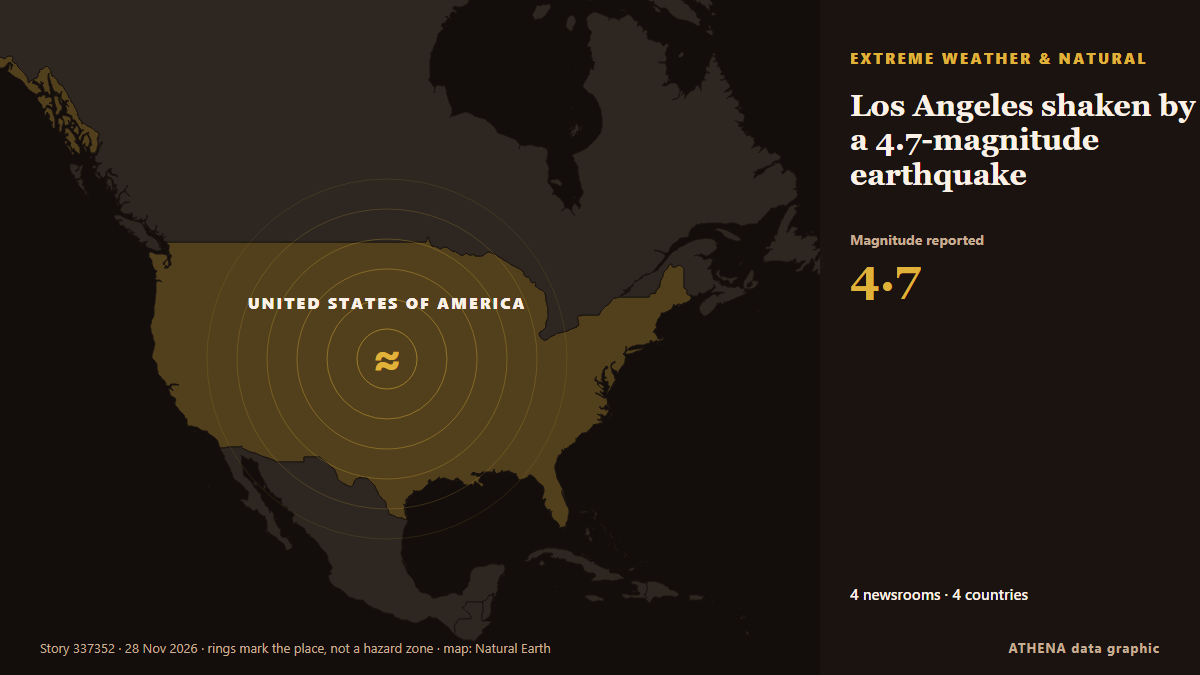 EXTREME WEATHER & NATURAL
Los Angeles shaken by
a 4.7-magnitude
earthquake
Magnitude reported
4.7
UNITED STATES OF AMERICA
≈
4 newsrooms · 4 countries
Story 337352 · 28 Nov 2026 · rings mark the place, not a hazard zone · map: Natural Earth
ATHENA data graphic